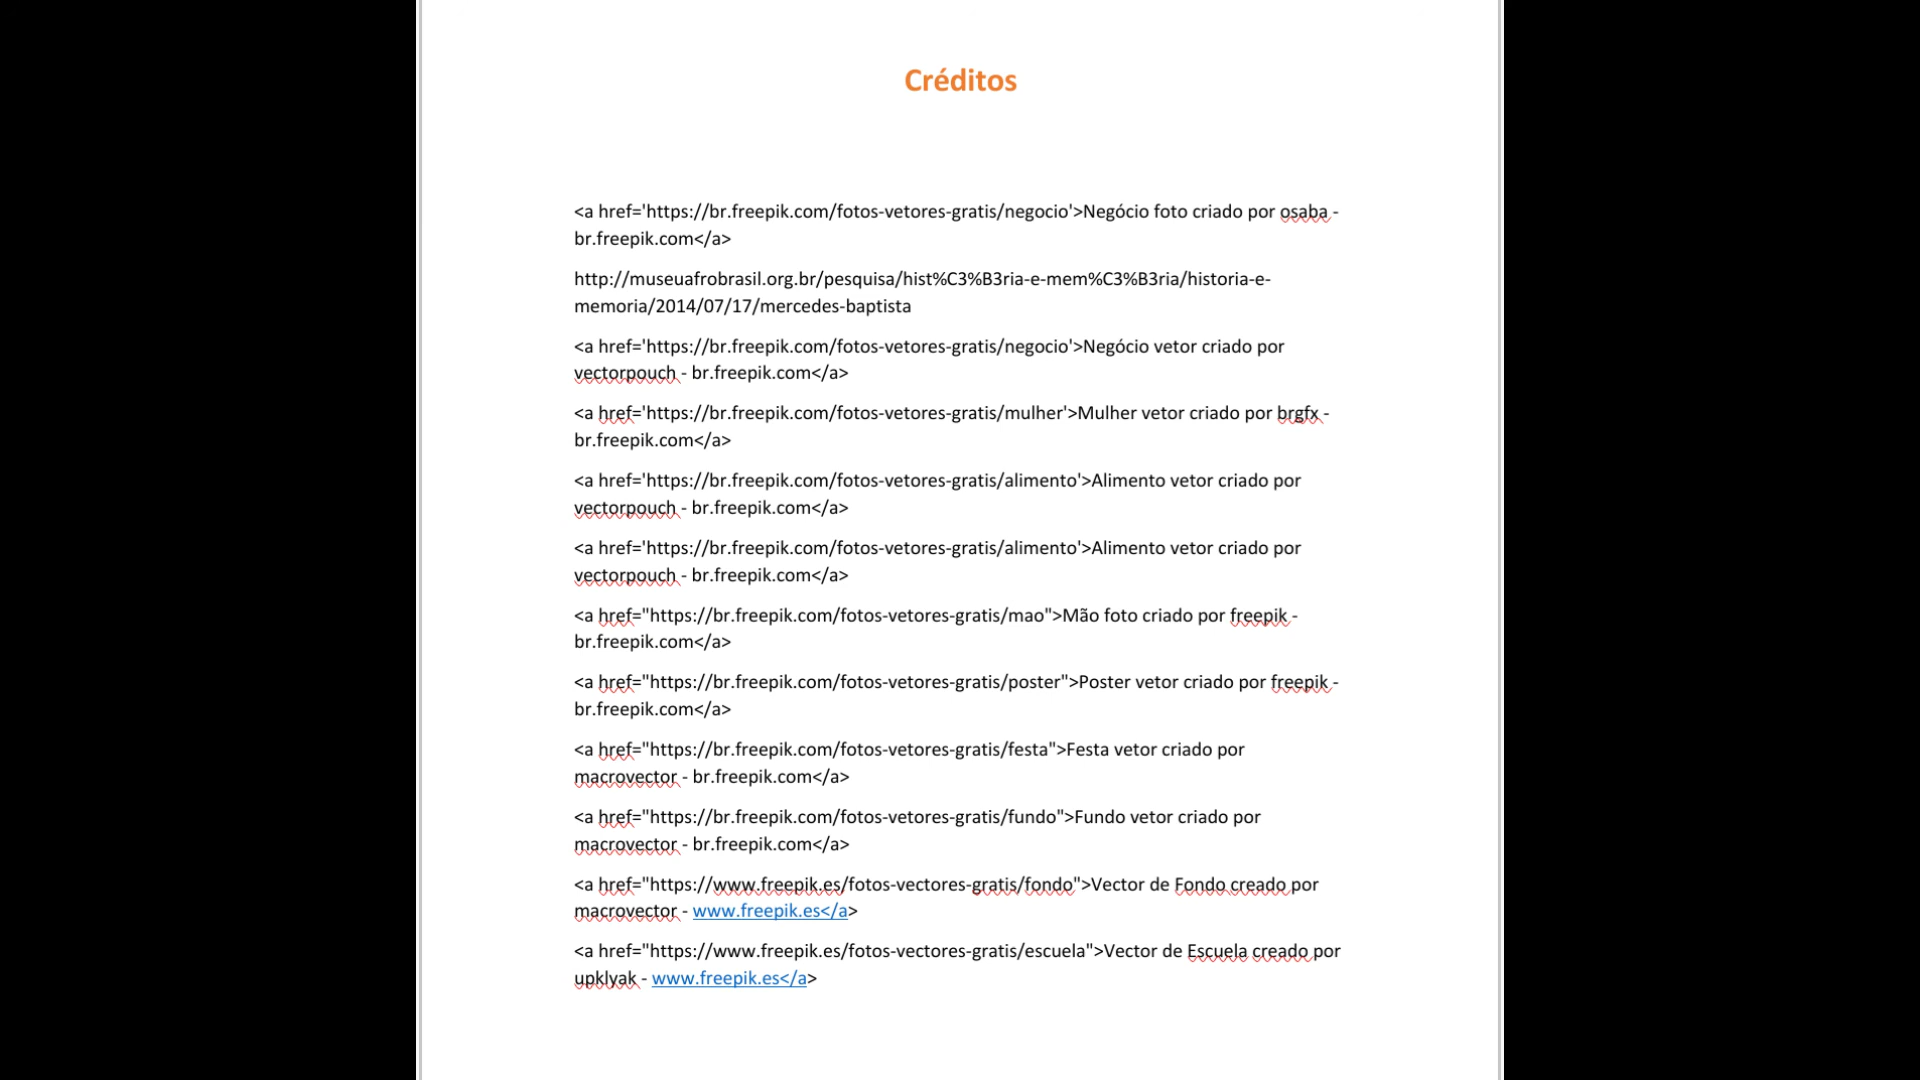 Créditos
<a href='https://br.freepik.com/fotos-vetores-gratis/negocio'>Negócio foto criado por osaba -
br.freepik.com</a>
http://museuafrobrasil.org.br/pesquisa/hist%C3%B3ria-e-mem%C3%B3ria/historia-e-
memoria/2014/07/17/mercedes-baptista
<a href='https://br.freepik.com/fotos-vetores-gratis/negocio'>Negócio vetor criado por
vectorpouch - br.freepik.com</a>
<a href='https://br.freepik.com/fotos-vetores-gratis/mulher'>Mulher vetor criado por brgfx -
br.freepik.com</a>
<a href='https://br.freepik.com/fotos-vetores-gratis/alimento'>Alimento vetor criado por
vectorpouch - br.freepik.com</a>
<a href='https://br.freepik.com/fotos-vetores-gratis/alimento'>Alimento vetor criado por
vectorpouch - br.freepik.com</a>
<a href="https://br.freepik.com/fotos-vetores-gratis/mao">Mão foto criado por freepik -
br.freepik.com</a>
<a href="https://br.freepik.com/fotos-vetores-gratis/poster">Poster vetor criado por freepik -
br.freepik.com</a>
<a href="https://br.freepik.com/fotos-vetores-gratis/festa">Festa vetor criado por
macrovector - br.freepik.com</a>
<a href="https://br.freepik.com/fotos-vetores-gratis/fundo">Fundo vetor criado por
macrovector - br.freepik.com</a>
<a href="https://www.freepik.es/fotos-vectores-gratis/fondo">Vector de Fondo creado por
macrovector - www.freepik.es</a>
<a href="https://www.freepik.es/fotos-vectores-gratis/escuela">Vector de Escuela creado por
upklyak - www.freepik.es</a>